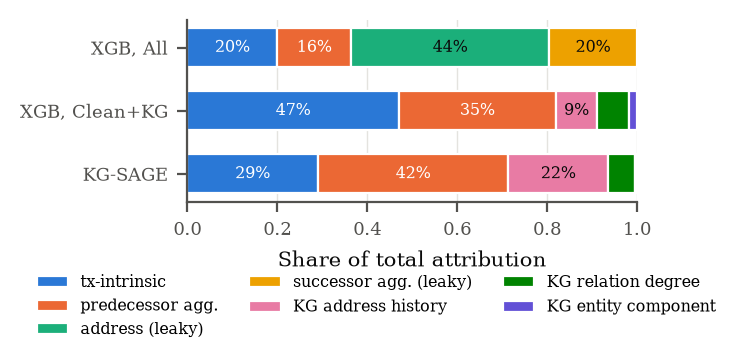 XGB, All 20% 16% 44% 20%
XGB, Clean+KG 47% 35% 9%
KG-SAGE 29% 42% 22%
0.0 0.2 0.4 0.6 0.8 1.0
Share of total attribution
tx-intrinsic successor agg. (leaky) KG relation degree
predecessor agg. KG address history KG entity component
address (leaky)